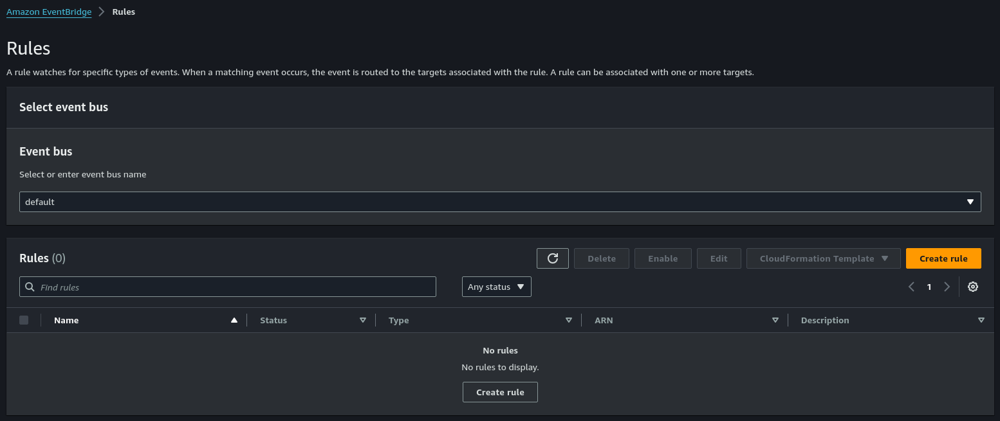 Amazon EventBridge Rules
Rules
A rule watches for specific types of events. When a matching event occurs, the event is routed to the targets associated with the rule. A rule can be associated with one or more targets.
Select event bus
Event bus
Select or enter event bus name
default
Rules (0) Delete Enable Edit CloudFormation Template Create rule
Find rules Any status 1
Name Status Type ARN Description
No rules
No rules to display.
Create rule